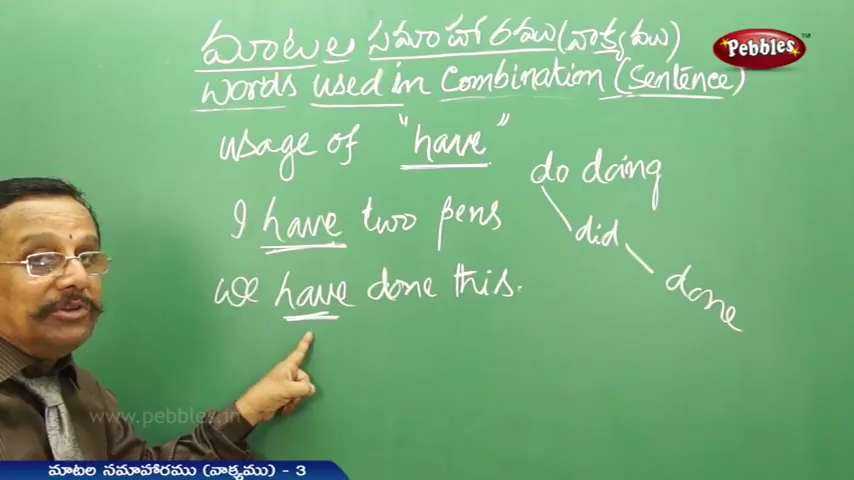 మాటల సమాహారము (వాక్యము)
words used in Combination (sentence)
Pebbles™
usage of "have"
do doing
I have two pens
did
we have done this.
done
www.pebbles.in
మాటల సమాహారము (వాక్యము) - 3